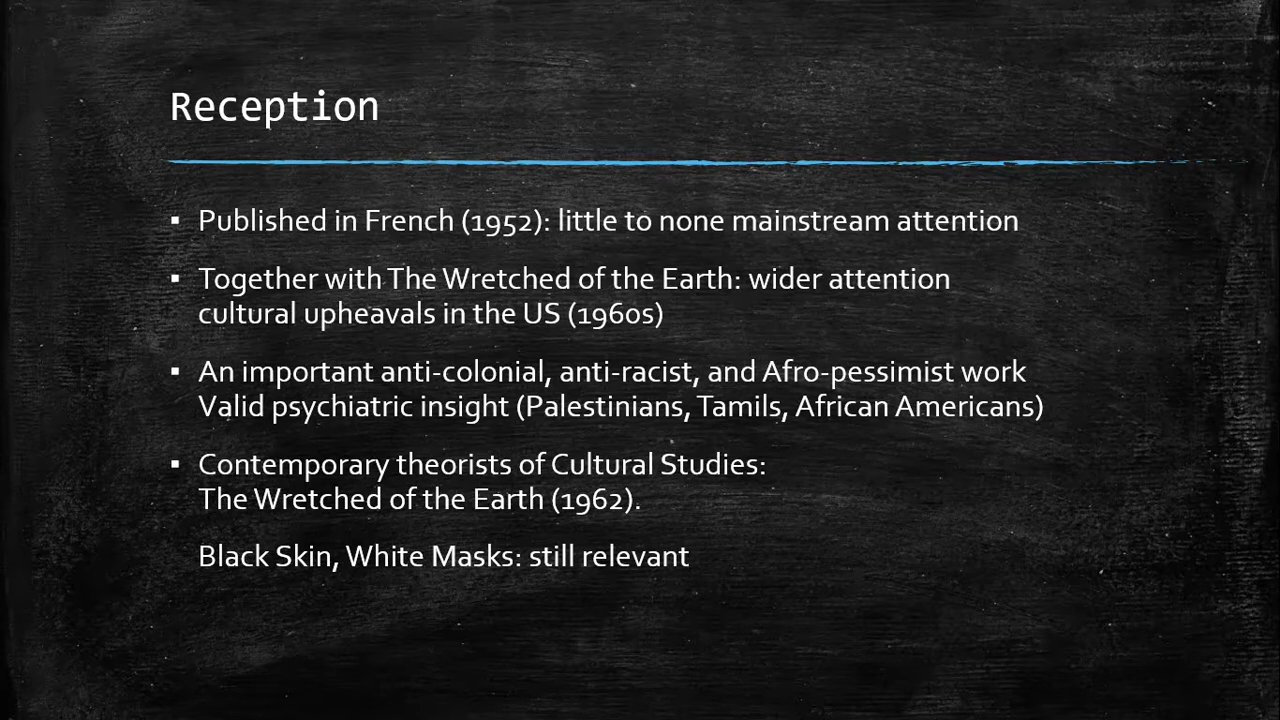 Reception
▪ Published in French (1952): little to none mainstream attention
▪ Together with The Wretched of the Earth: wider attention
cultural upheavals in the US (1960s)
▪ An important anti-colonial, anti-racist, and Afro-pessimist work
Valid psychiatric insight (Palestinians, Tamils, African Americans)
▪ Contemporary theorists of Cultural Studies:
The Wretched of the Earth (1962).
Black Skin, White Masks: still relevant